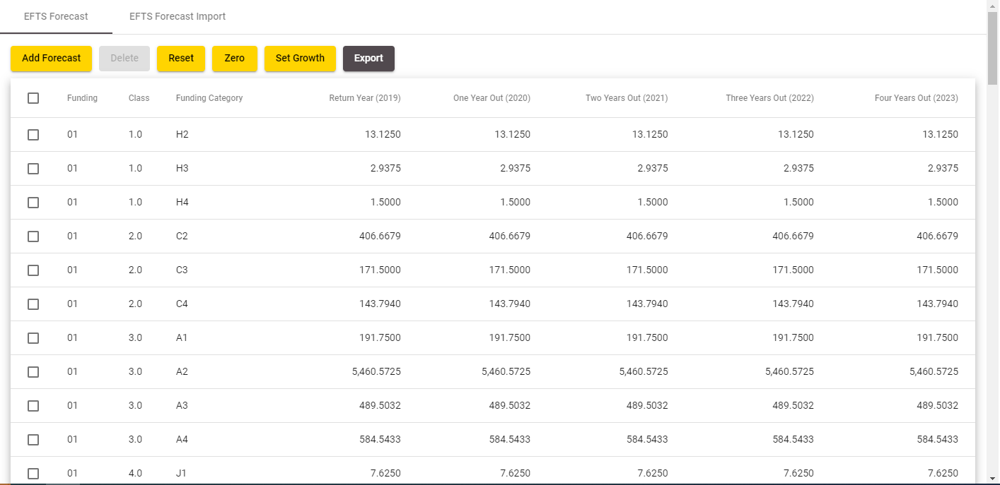 EFTS Forecast EFTS Forecast Import
Add Forecast Delete Reset Zero Set Growth Export
Funding Class Funding Category Return Year (2019) One Year Out (2020) Two Years Out (2021) Three Years Out (2022) Four Years Out (2023)
01 1.0 H2 13.1250 13.1250 13.1250 13.1250 13.1250
01 1.0 H3 2.9375 2.9375 2.9375 2.9375 2.9375
01 1.0 H4 1.5000 1.5000 1.5000 1.5000 1.5000
01 2.0 C2 406.6679 406.6679 406.6679 406.6679 406.6679
01 2.0 C3 171.5000 171.5000 171.5000 171.5000 171.5000
01 2.0 C4 143.7940 143.7940 143.7940 143.7940 143.7940
01 3.0 A1 191.7500 191.7500 191.7500 191.7500 191.7500
01 3.0 A2 5,460.5725 5,460.5725 5,460.5725 5,460.5725 5,460.5725
01 3.0 A3 489.5032 489.5032 489.5032 489.5032 489.5032
01 3.0 A4 584.5433 584.5433 584.5433 584.5433 584.5433
01 4.0 J1 7.6250 7.6250 7.6250 7.6250 7.6250